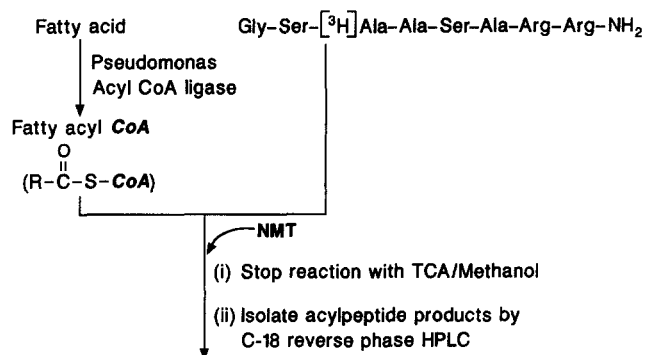 Fatty acid
Gly-Ser-[³H]Ala-Ala-Ser-Ala-Arg-Arg-NH₂
Pseudomonas
Acyl CoA ligase
Fatty acyl CoA
O
(R-C-S-CoA)
NMT
(i) Stop reaction with TCA/Methanol
(ii) Isolate acylpeptide products by
C-18 reverse phase HPLC